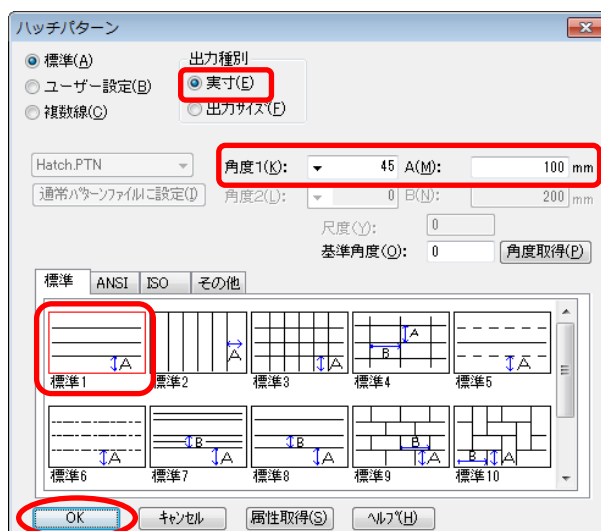 ハッチパターン
標準(A)
出力種別
ユーザー設定(B)
実寸(E)
複数線(C)
出力サイズ(F)
Hatch.PTN
角度1(K): 45 A(M): 100 mm
通常パターンファイルに設定(I)
角度2(L): 0 B(N): 200 mm
尺度(Y): 0
基準角度(O): 0 角度取得(P)
標準 ANSI ISO その他
A
A
A
A
B
A
標準1 標準2 標準3 標準4 標準5
A
B
A
B
A
B
A
B
A
標準6 標準7 標準8 標準9 標準10
OK キャンセル 属性取得(S) ヘルプ(H)